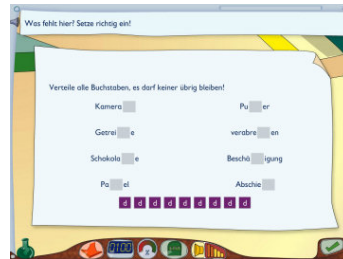 Was fehlt hier? Setze richtig ein!
Verteile alle Buchstaben, es darf keiner übrig bleiben!
Kamera Pu er
Getrei e verabre en
Schokola e Beschä igung
Pa el Abschie
d d d d d d d d d
0100